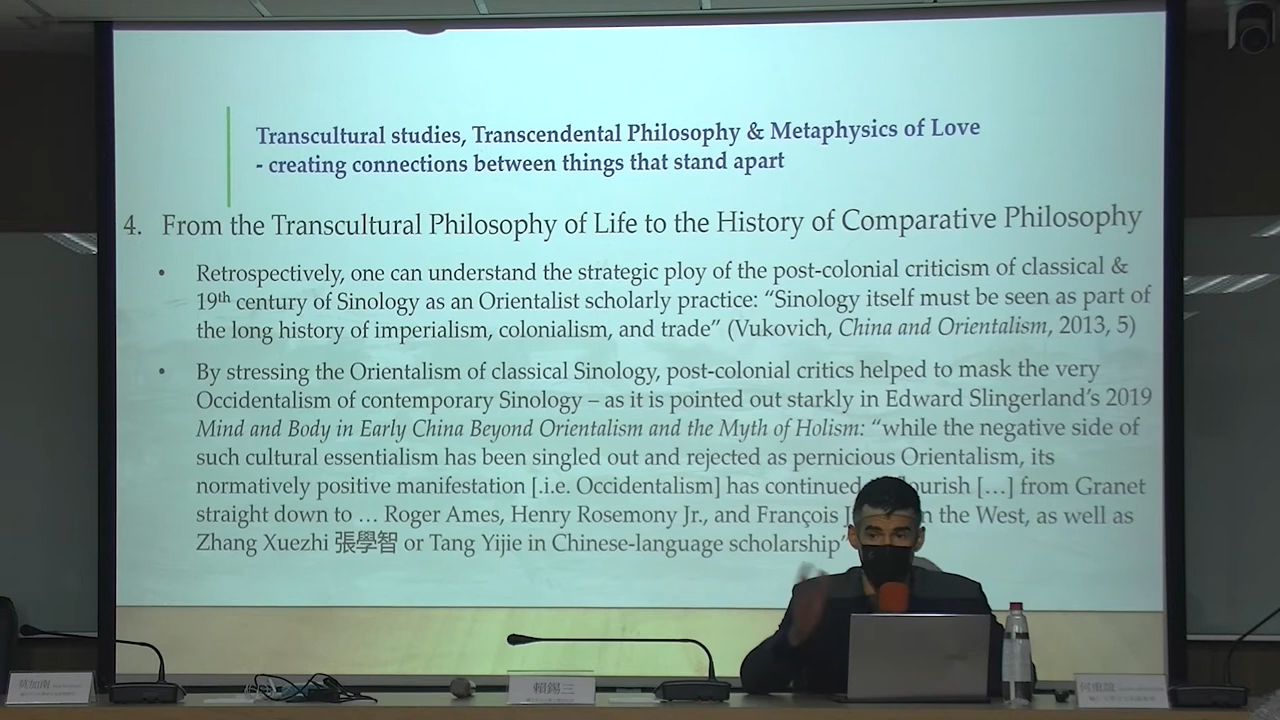 Transcultural studies, Transcendental Philosophy & Metaphysics of Love
- creating connections between things that stand apart
4. From the Transcultural Philosophy of Life to the History of Comparative Philosophy
• Retrospectively, one can understand the strategic ploy of the post-colonial criticism of classical &
19th century of Sinology as an Orientalist scholarly practice: “Sinology itself must be seen as part of
the long history of imperialism, colonialism, and trade” (Vukovich, China and Orientalism, 2013, 5)
• By stressing the Orientalism of classical Sinology, post-colonial critics helped to mask the very
Occidentalism of contemporary Sinology – as it is pointed out starkly in Edward Slingerland’s 2019
Mind and Body in Early China Beyond Orientalism and the Myth of Holism: “while the negative side of
such cultural essentialism has been singled out and rejected as pernicious Orientalism, its
normatively positive manifestation [.i.e. Occidentalism] has continued flourish […] from Granet
straight down to … Roger Ames, Henry Rosemony Jr., and François in the West, as well as
Zhang Xuezhi 張學智 or Tang Yijie in Chinese-language scholarship”
賴錫三